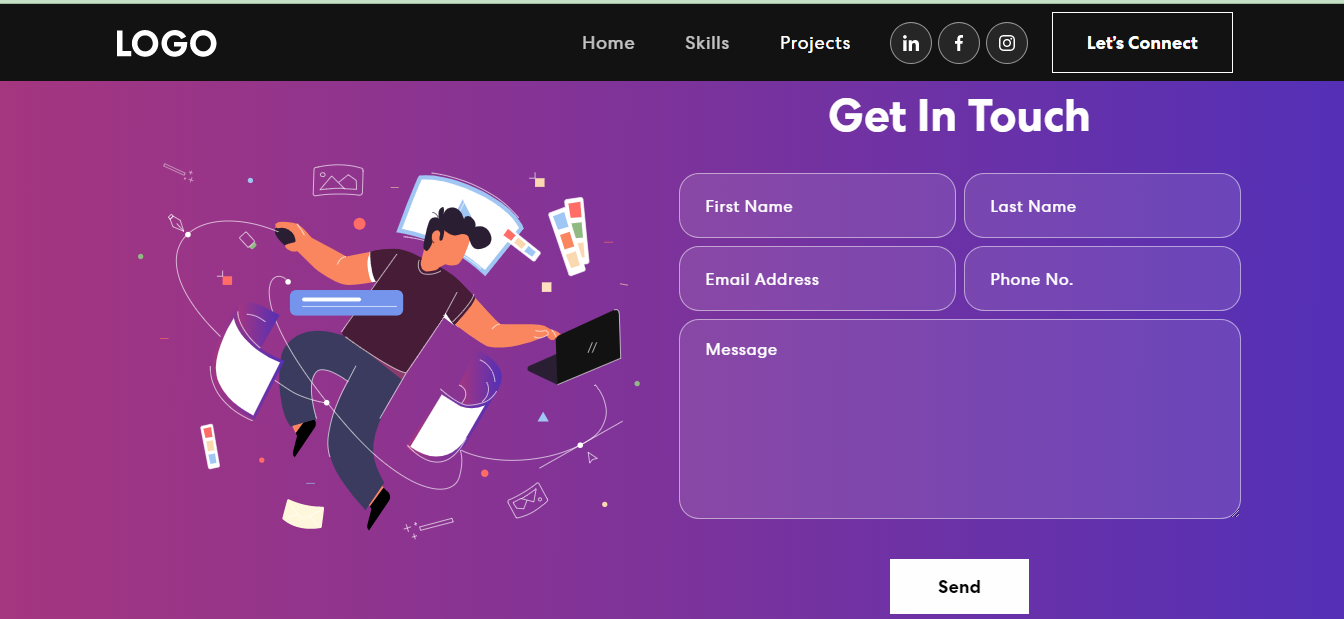 LOGO
Home Skills Projects Let's Connect
Get In Touch
First Name Last Name
Email Address Phone No.
Message
Send